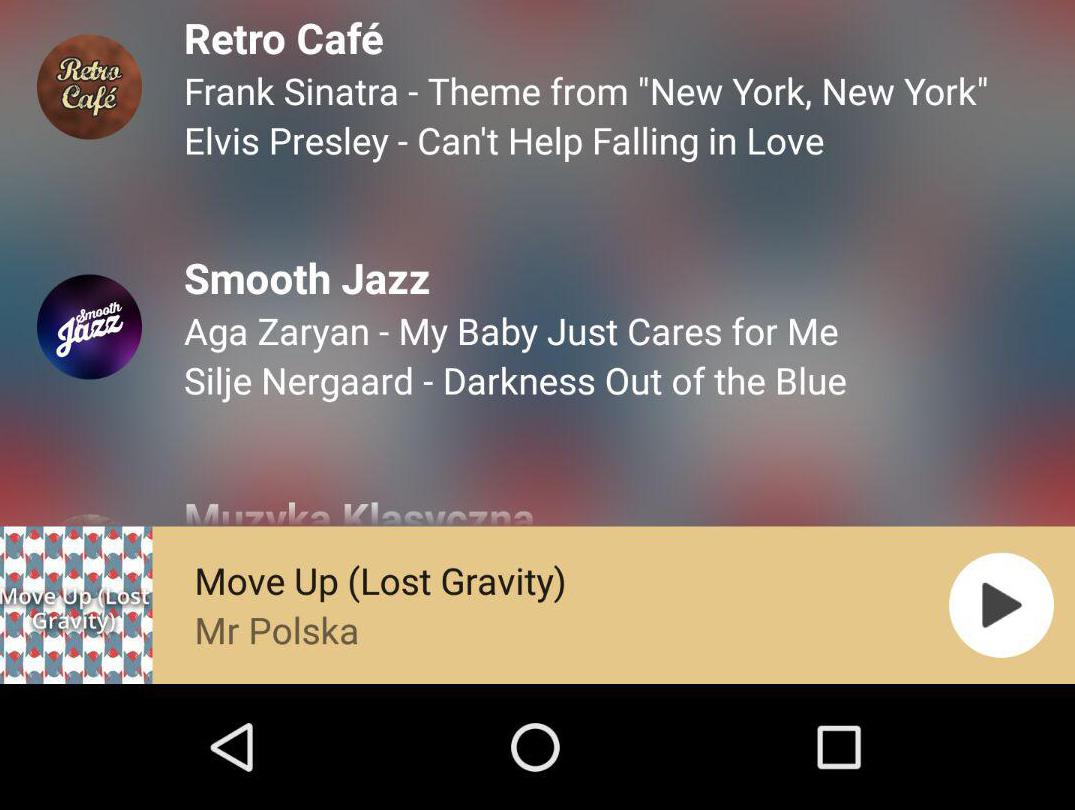 Retro Café
Retro
Café
Frank Sinatra - Theme from "New York, New York"
Elvis Presley - Can't Help Falling in Love
Smooth Jazz
Smooth
Jazz
Aga Zaryan - My Baby Just Cares for Me
Silje Nergaard - Darkness Out of the Blue
Muzyka Klasyczna
Move Up (Lost
Gravity)
Move Up (Lost Gravity)
Mr Polska